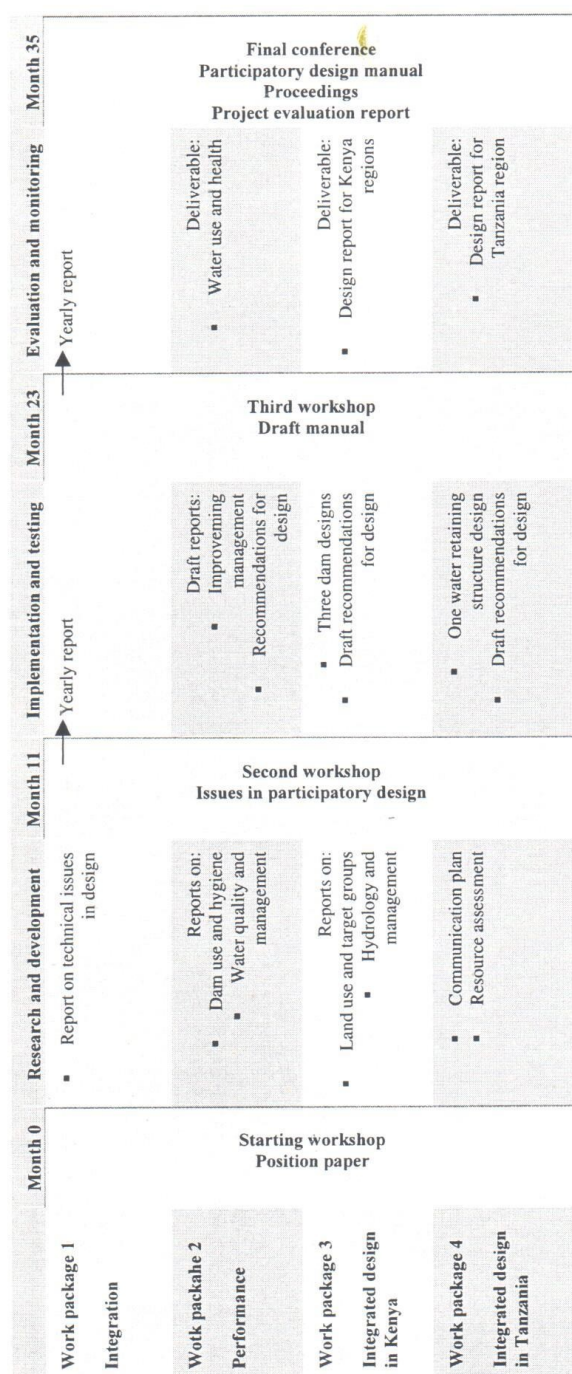 Month 0
Research and development
Month 11
Implementation and testing
Month 23
Evaluation and monitoring
Month 35
Work package 1
Integration
Starting workshop
Position paper
▪ Report on technical issues
in design
Second workshop
Issues in participatory design
Yearly report
Third workshop
Draft manual
Yearly report
Final conference
Participatory design manual
Proceedings
Project evaluation report
Wotk packahe 2
Performance
Reports on:
▪ Dam use and hygiene
▪ Water quality and
management
Draft reports:
▪ Improveming
management
▪ Recommendations for
design
Deliverable:
▪ Water use and health
Work package 3
Integrated design
in Kenya
Reports on:
▪ Land use and target groups
▪ Hydrology and
management
▪ Three dam designs
▪ Draft recommendations
for design
Deliverable:
▪ Design report for Kenya
regions
Work package 4
Integrated design
in Tanzania
▪ Communication plan
▪ Resource assessment
▪ One water retaining
structure design
▪ Draft recommendations
for design
Deliverable:
▪ Design report for
Tanzania region